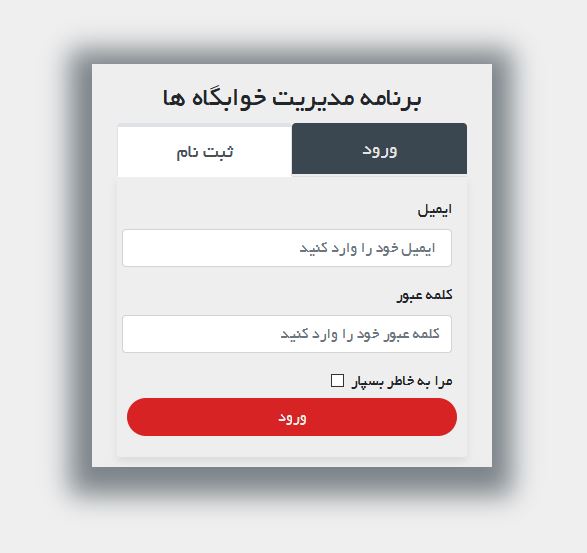 برنامه مدیریت خوابگاه ها
ورود
ثبت نام
ایمیل
ایمیل خود را وارد کنید
کلمه عبور
کلمه عبور خود را وارد کنید
مرا به خاطر بسپار
ورود